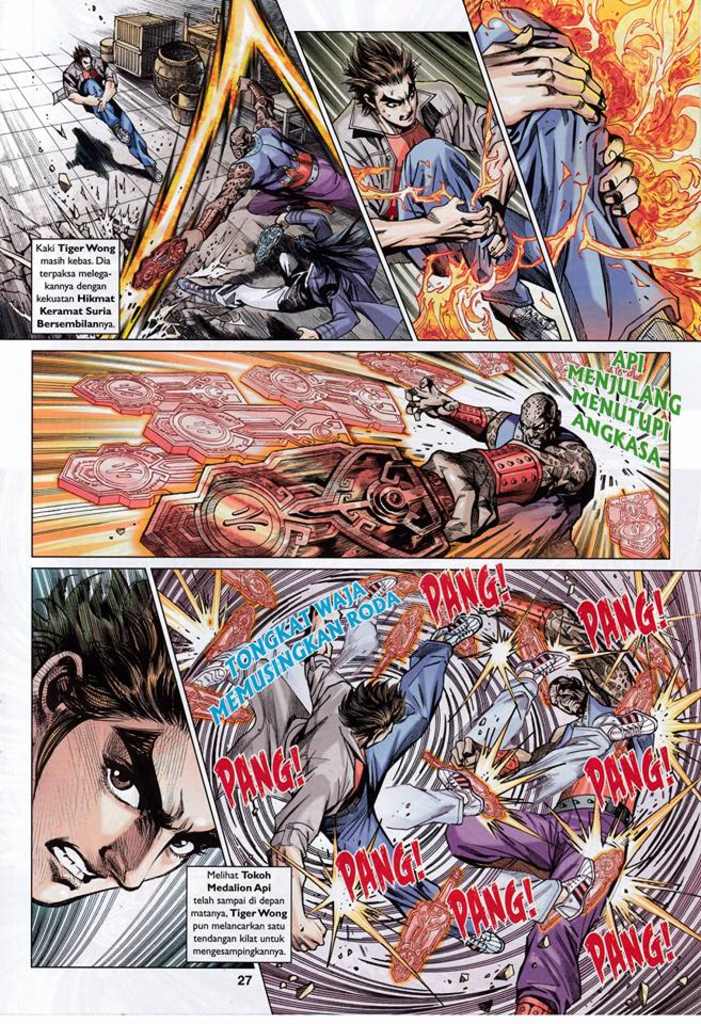 Kaki Tiger Wong
masih kebas. Dia
terpaksa melega-
kannya dengan
kekuatan Hikmat
Keramat Suria
Bersembilannya.
API
MENJULANG
MENUTUPI
ANGKASA
TONGKAT WAJA
MEMUSINGKAN RODA
PANG!
PANG!
PANG!
PANG!
PANG!
PANG!
PANG!
Melihat Tokoh
Medalion Api
telah sampai di depan
matanya, Tiger Wong
pun melancarkan satu
tendangan kilat untuk
mengesampingkannya.
27